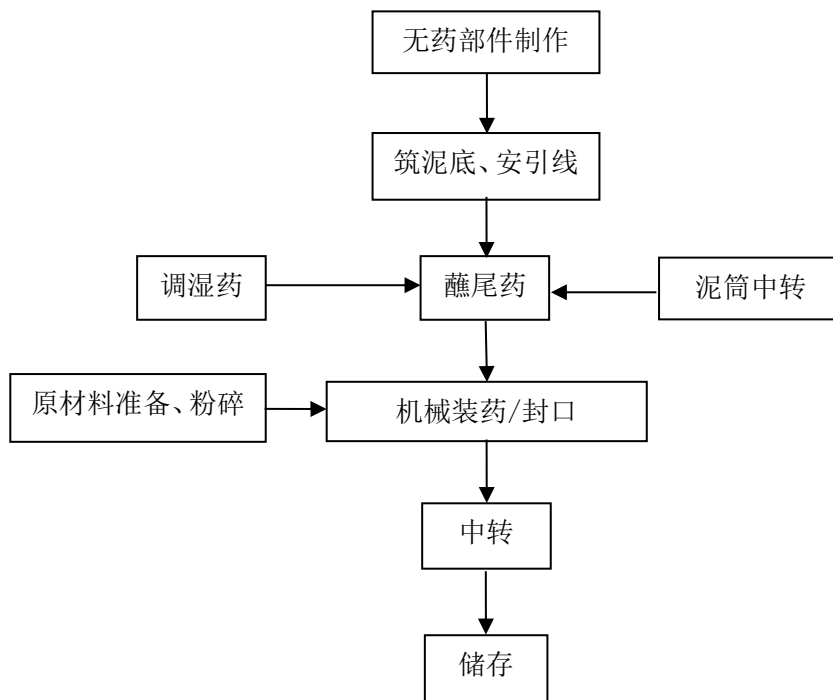 无药部件制作
筑泥底、安引线
调湿药
蘸尾药
泥筒中转
原材料准备、粉碎
机械装药/封口
中转
储存